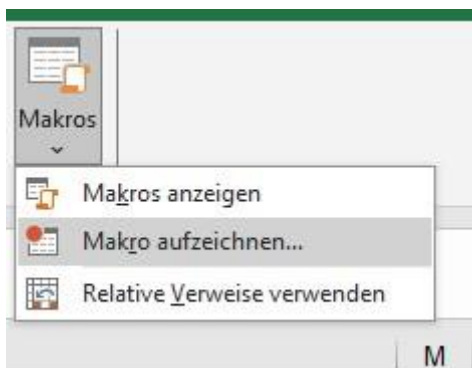 Makros
Makros anzeigen
Makro aufzeichnen...
Relative Verweise verwenden
M